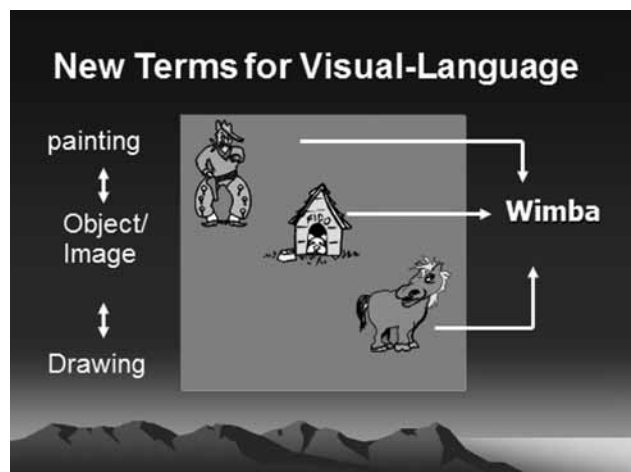 New Terms for Visual-Language
painting
Object/
Image
Drawing
FIDO
Wimba